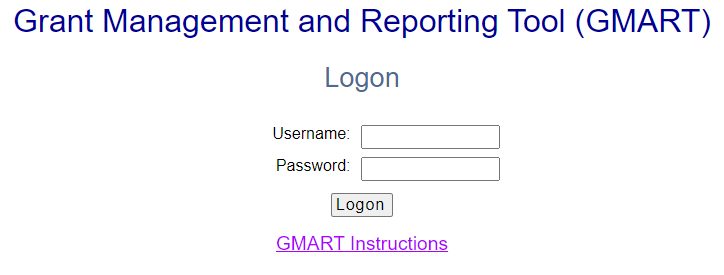 Grant Management and Reporting Tool (GMART)
Logon
Username:
Password:
Logon
GMART Instructions